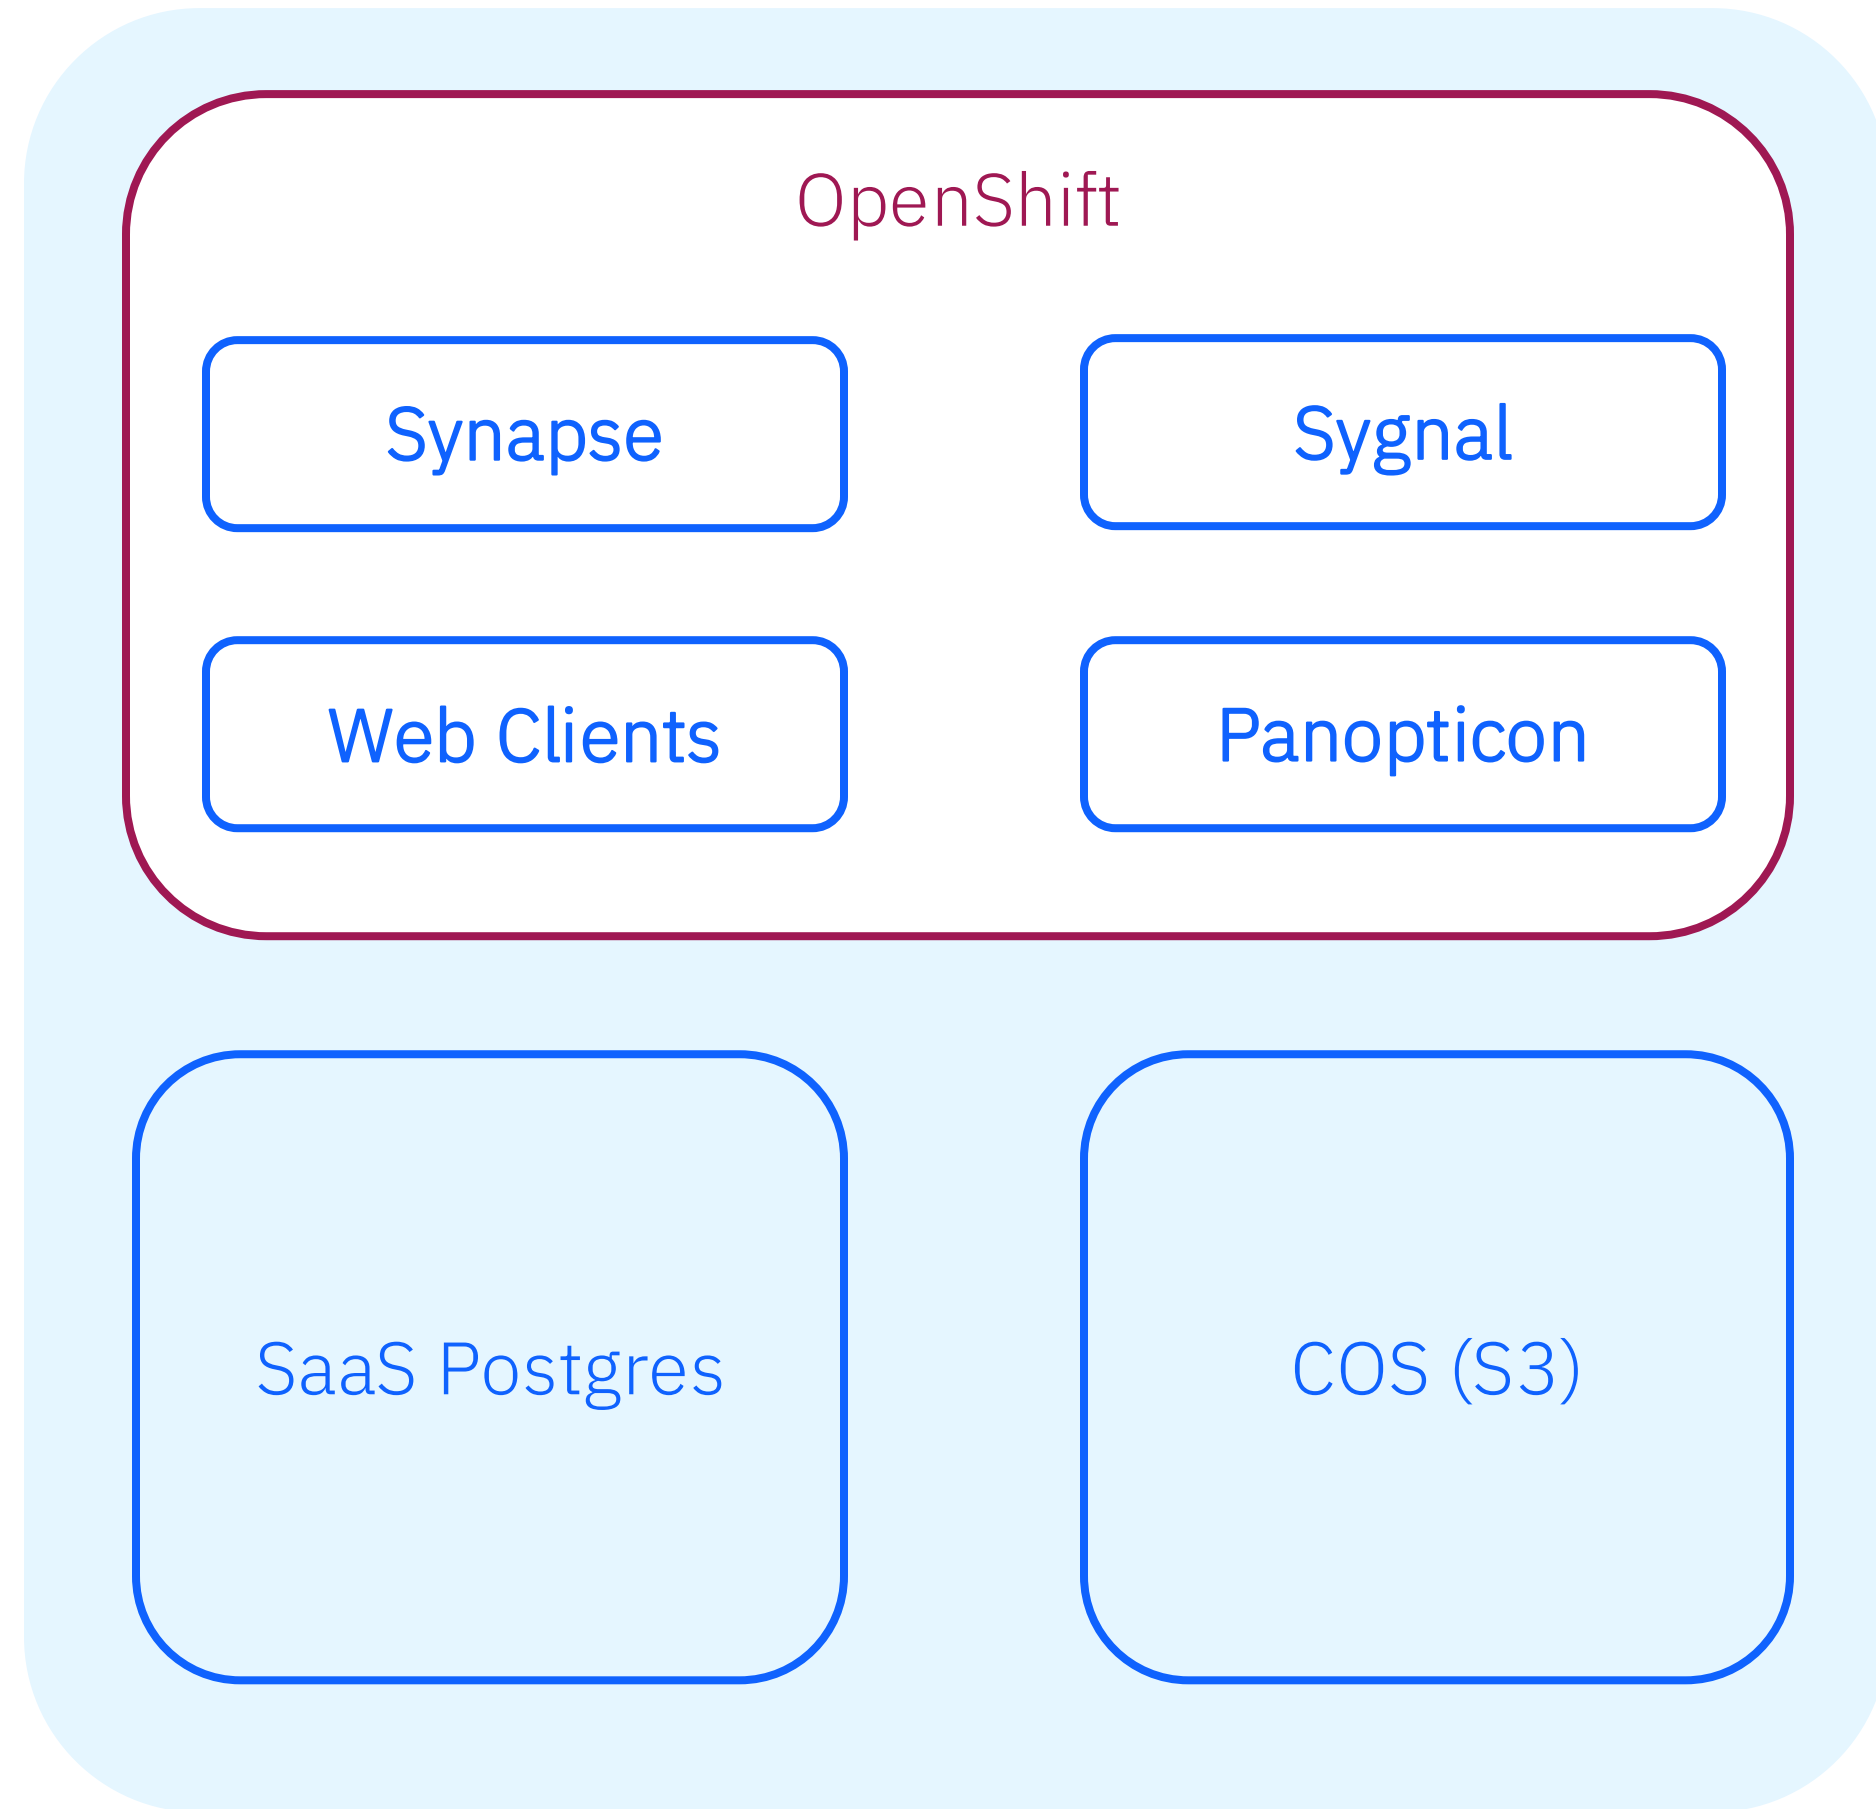 OpenShift
Synapse
Sygnal
Web Clients
Panopticon
SaaS Postgres
COS (S3)